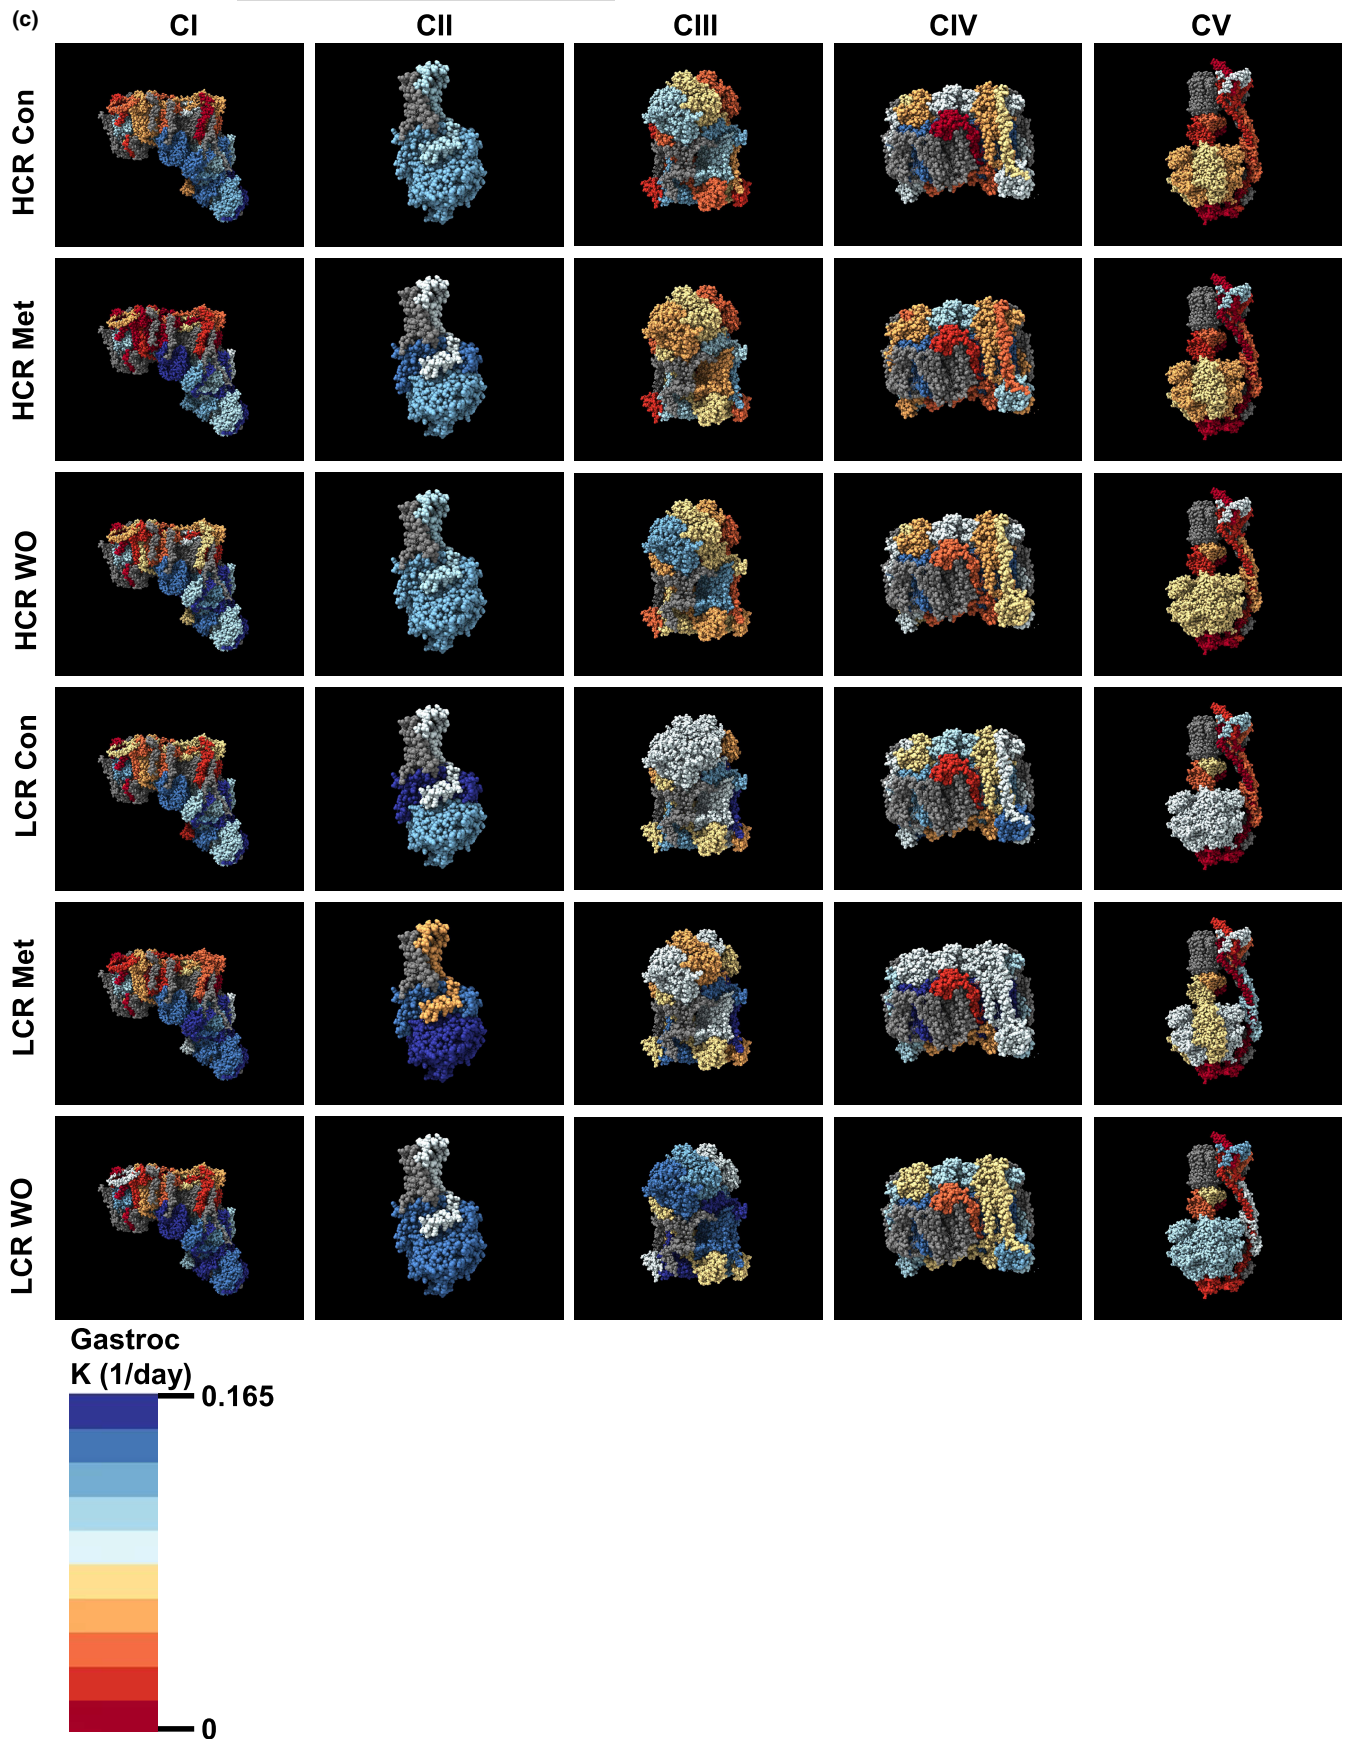 (c)
CI CII CIII CIV CV
HCR Con
HCR Met
HCR WO
LCR Con
LCR Met
LCR WO
Gastroc
K (1/day)
0.165
0